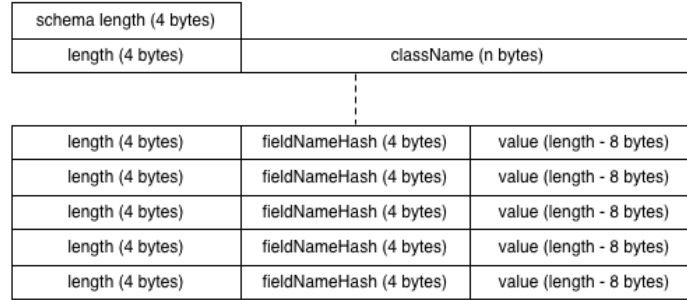 schema length (4 bytes)
length (4 bytes) className (n bytes)
length (4 bytes) fieldNameHash (4 bytes) value (length - 8 bytes)
length (4 bytes) fieldNameHash (4 bytes) value (length - 8 bytes)
length (4 bytes) fieldNameHash (4 bytes) value (length - 8 bytes)
length (4 bytes) fieldNameHash (4 bytes) value (length - 8 bytes)
length (4 bytes) fieldNameHash (4 bytes) value (length - 8 bytes)